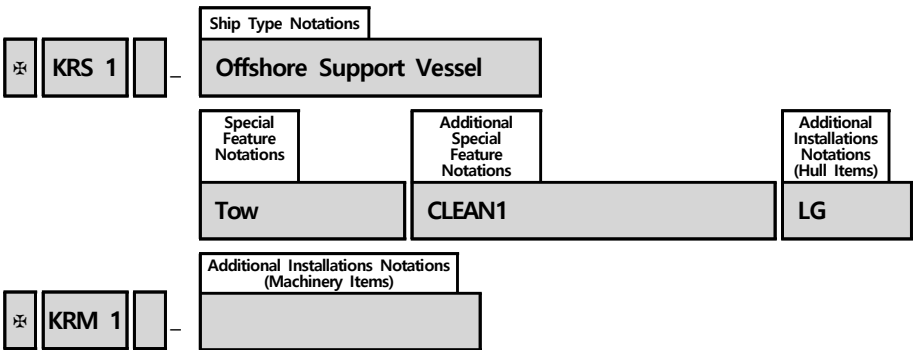 Ship Type Notations
✠ KRS 1 _ Offshore Support Vessel
Special
Feature
Notations
Additional
Special
Feature
Notations
Additional
Installations
Notations
(Hull Items)
Tow CLEAN1 LG
Additional Installations Notations
(Machinery Items)
✠ KRM 1 _